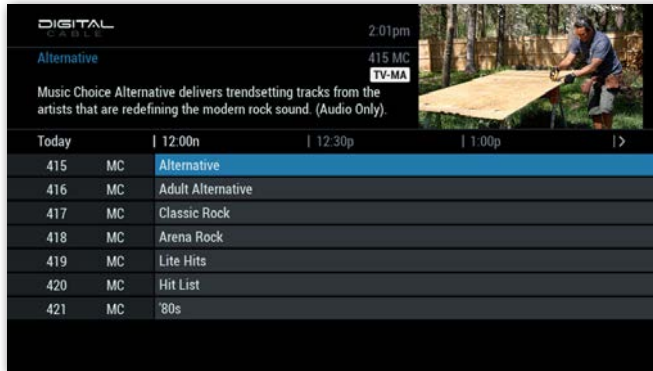 DIGITAL
CABLE
2:01pm
Alternative
415 MC
TV-MA
Music Choice Alternative delivers trendsetting tracks from the
artists that are redefining the modern rock sound. (Audio Only).
Today | 12:00n | 12:30p | 1:00p | >
415 MC Alternative
416 MC Adult Alternative
417 MC Classic Rock
418 MC Arena Rock
419 MC Lite Hits
420 MC Hit List
421 MC '80s